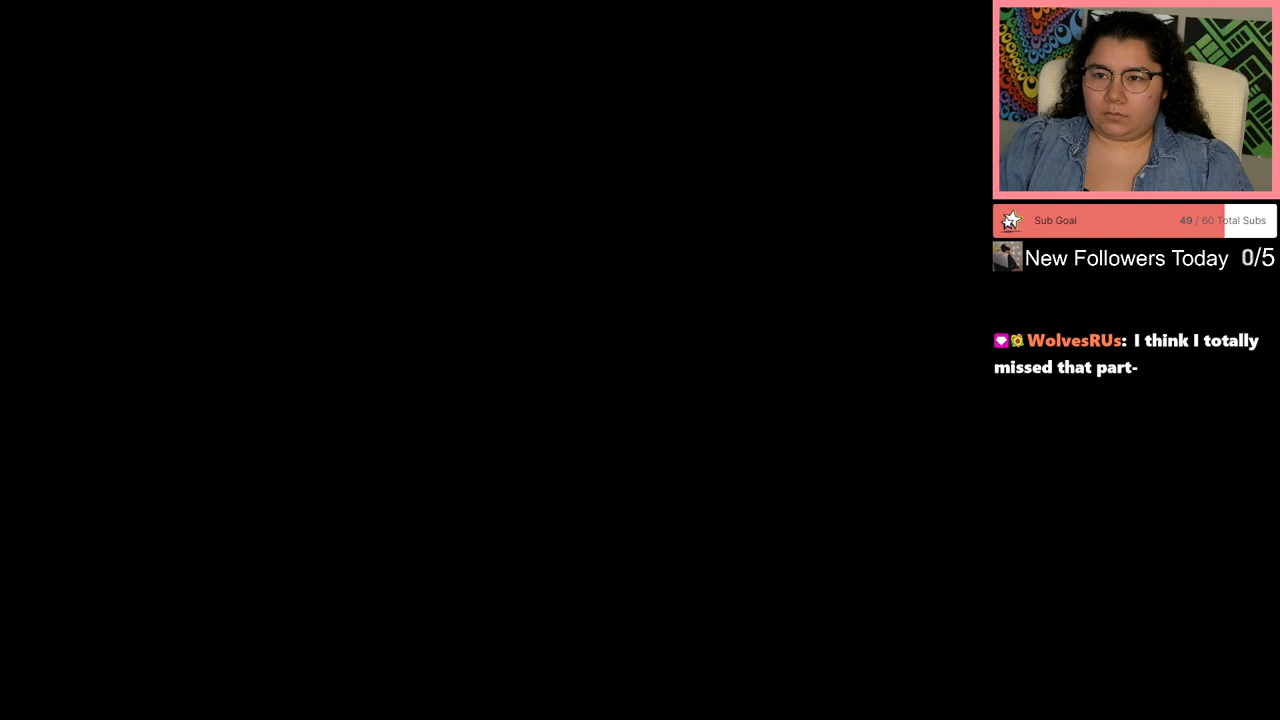 Sub Goal 49 / 60 Total Subs
New Followers Today 0/5
WolvesRUs: I think I totally
missed that part-